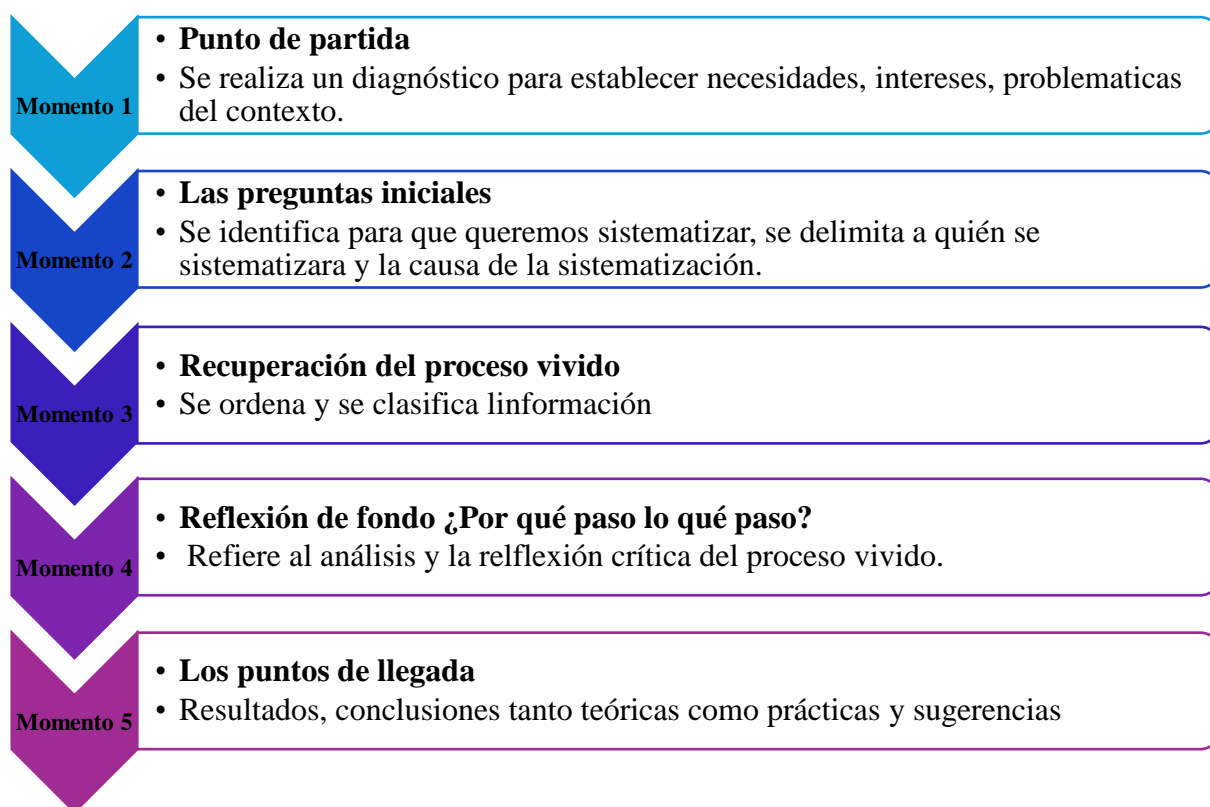 • Punto de partida
• Se realiza un diagnóstico para establecer necesidades, intereses, problematicas
del contexto.
Momento 1
• Las preguntas iniciales
• Se identifica para que queremos sistematizar, se delimita a quién se
sistematizara y la causa de la sistematización.
Momento 2
• Recuperación del proceso vivido
• Se ordena y se clasifica linformación
Momento 3
• Reflexión de fondo ¿Por qué paso lo qué paso?
• Refiere al análisis y la relflexión crítica del proceso vivido.
Momento 4
• Los puntos de llegada
• Resultados, conclusiones tanto teóricas como prácticas y sugerencias
Momento 5